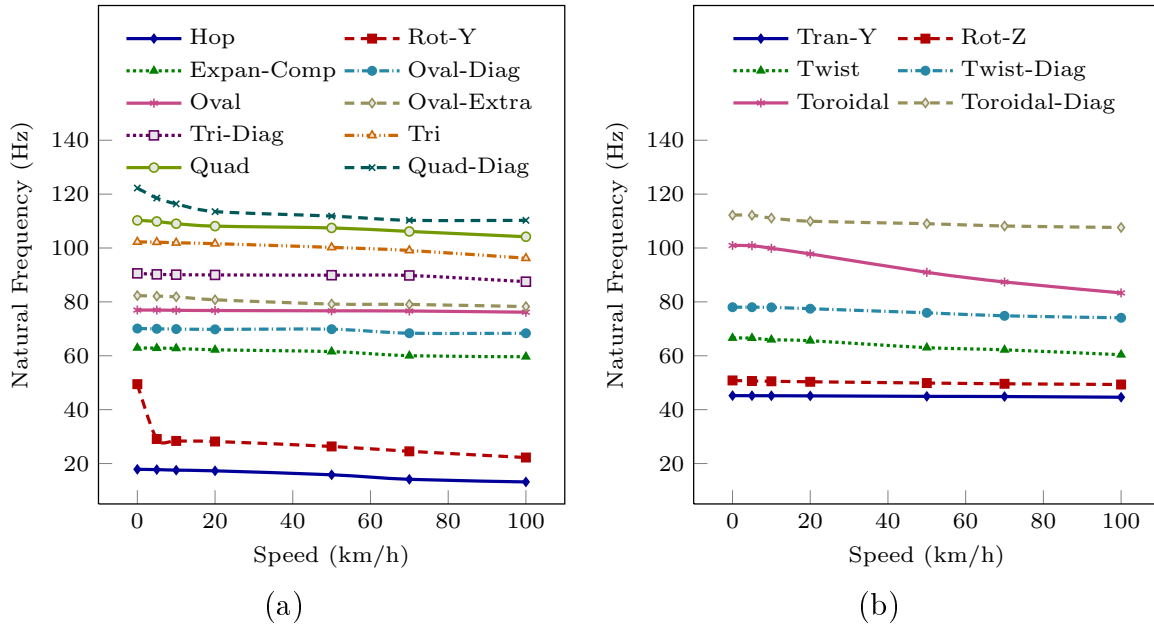 Hop Rot-Y
Expan-Comp Oval-Diag
Oval Oval-Extra
Tri-Diag Tri
Quad Quad-Diag
140
120
100
80
60
40
20
Natural Frequency (Hz)
0 20 40 60 80 100
Speed (km/h)
(a)
Tran-Y Rot-Z
Twist Twist-Diag
Toroidal Toroidal-Diag
140
120
100
80
60
40
20
Natural Frequency (Hz)
0 20 40 60 80 100
Speed (km/h)
(b)